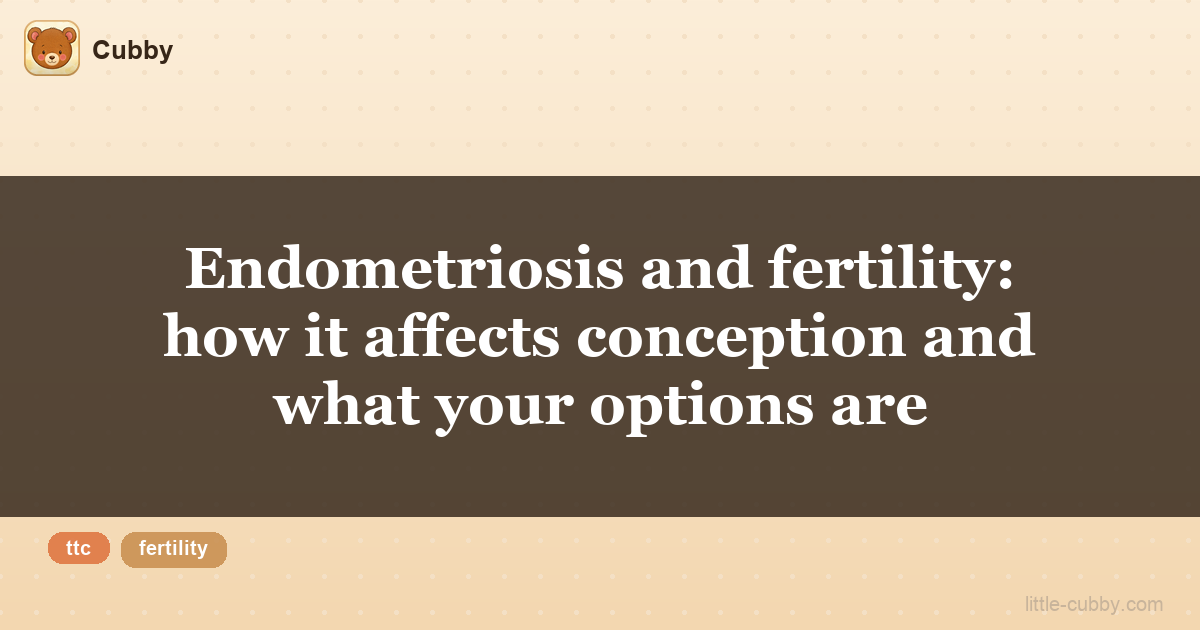 Cubby
Endometriosis and fertility:
how it affects conception and
what your options are
ttc
fertility
little-cubby.com